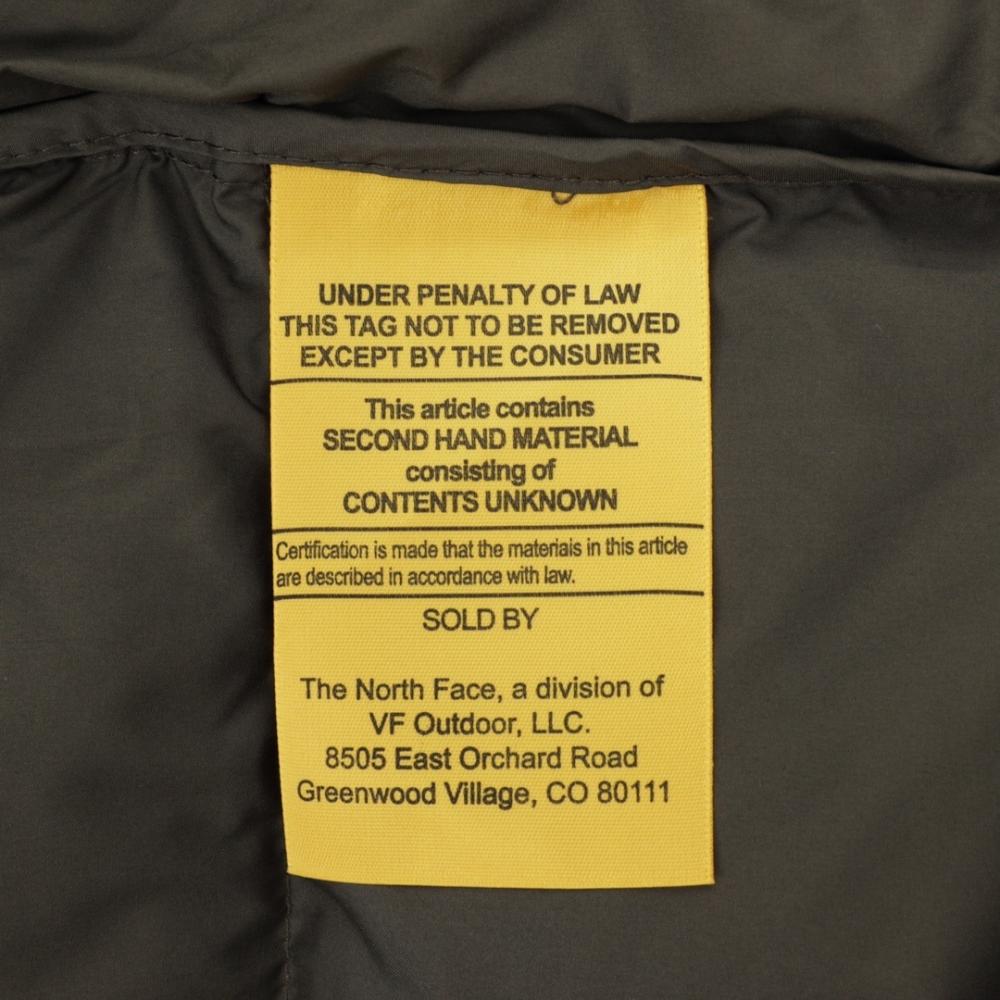 UNDER PENALTY OF LAW
THIS TAG NOT TO BE REMOVED
EXCEPT BY THE CONSUMER
This article contains
SECOND HAND MATERIAL
consisting of
CONTENTS UNKNOWN
Certification is made that the materials in this article
are described in accordance with law.
SOLD BY
The North Face, a division of
VF Outdoor, LLC.
8505 East Orchard Road
Greenwood Village, CO 80111